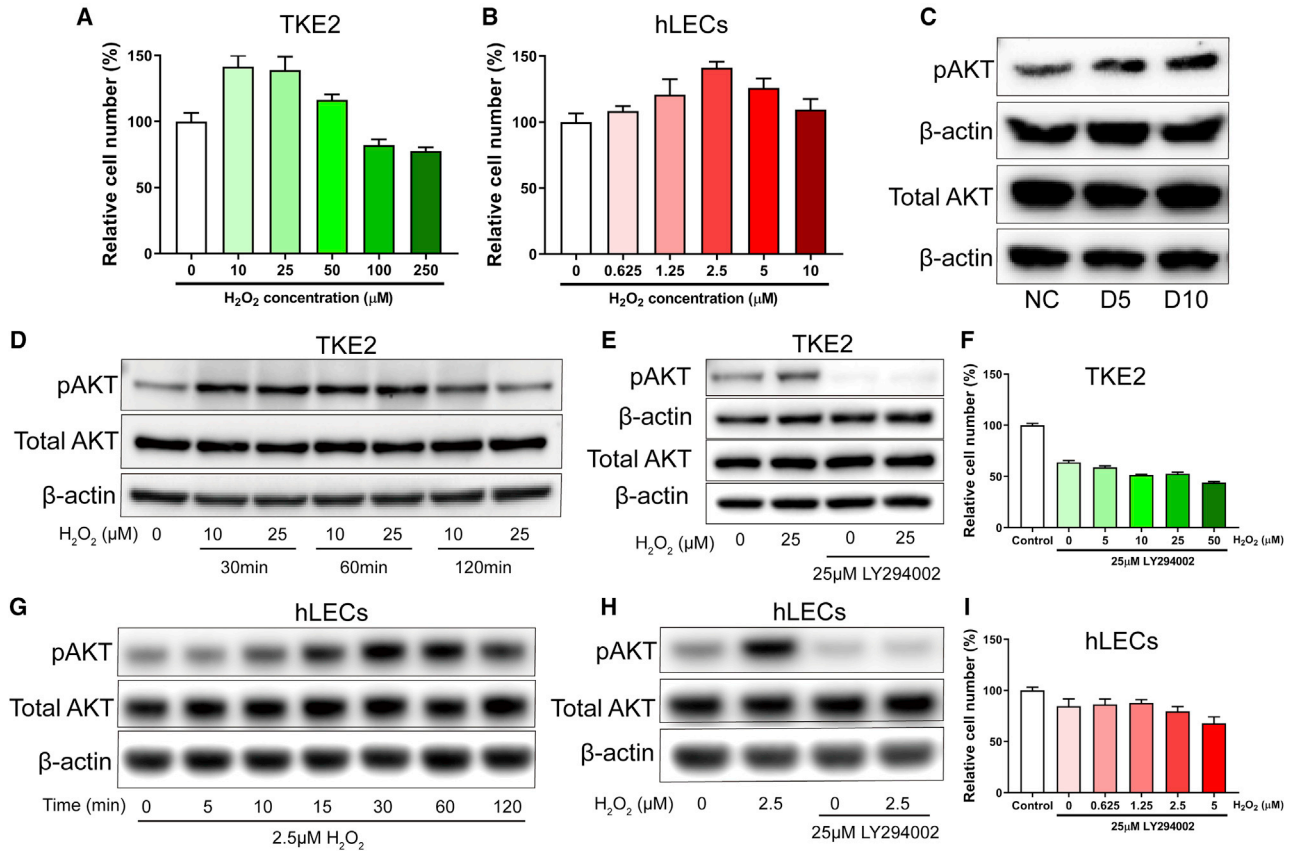 A
TKE2
Relative cell number (%)
150
100
50
0
0 10 25 50 100 250
H₂O₂ concentration (μM)
B
hLECs
Relative cell number (%)
150
100
50
0
0 0.625 1.25 2.5 5 10
H₂O₂ concentration (μM)
C
pAKT
β-actin
Total AKT
β-actin
NC D5 D10
D
TKE2
pAKT
Total AKT
β-actin
H₂O₂ (μM) 0 10 25 10 25 10 25
30min 60min 120min
E
TKE2
pAKT
β-actin
Total AKT
β-actin
H₂O₂ (μM) 0 25 0 25
25μM LY294002
F
TKE2
Relative cell number (%)
150
100
50
0
Control 0 5 10 25 50 H₂O₂ (μM)
25μM LY294002
G
hLECs
pAKT
Total AKT
β-actin
Time (min) 0 5 10 15 30 60 120
2.5μM H₂O₂
H
hLECs
pAKT
Total AKT
β-actin
H₂O₂ (μM) 0 2.5 0 2.5
25μM LY294002
I
hLECs
Relative cell number (%)
150
100
50
0
Control 0 0.625 1.25 2.5 5 H₂O₂ (μM)
25μM LY294002